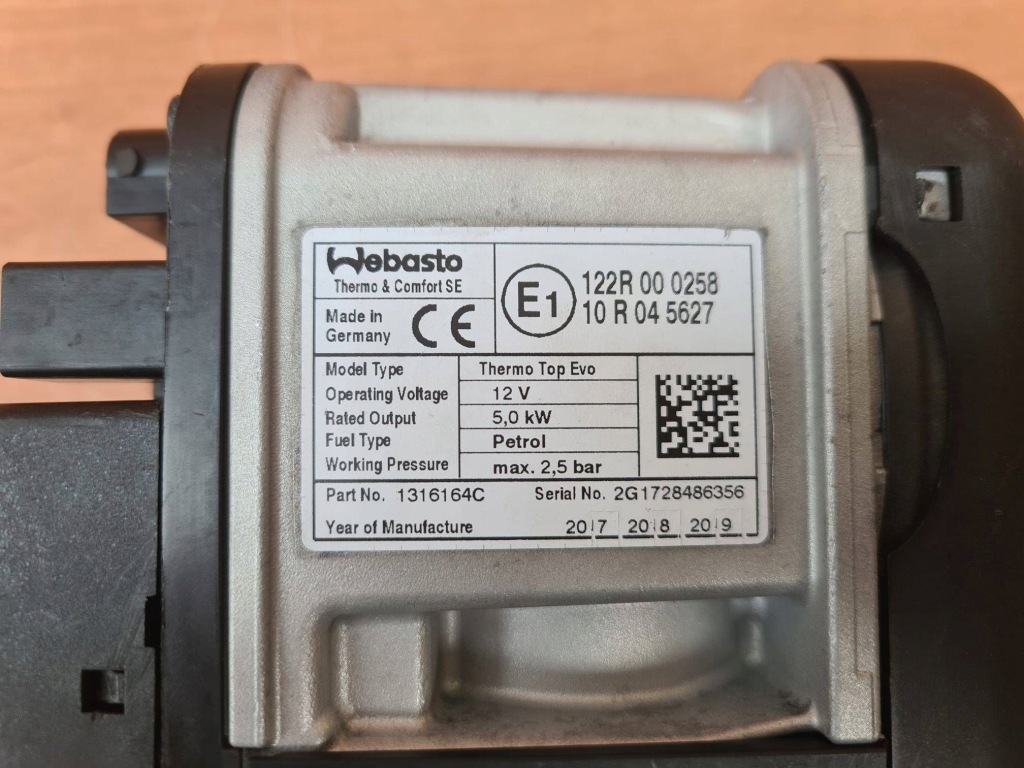 Webasto
Thermo & Comfort SE
Made in
Germany
CE
E1
122R 00 0258
10 R 04 5627
Model Type Thermo Top Evo
Operating Voltage 12 V
Rated Output 5,0 kW
Fuel Type Petrol
Working Pressure max. 2,5 bar
Part No. 1316164C Serial No. 2G1728486356
Year of Manufacture 2017 2018 2019